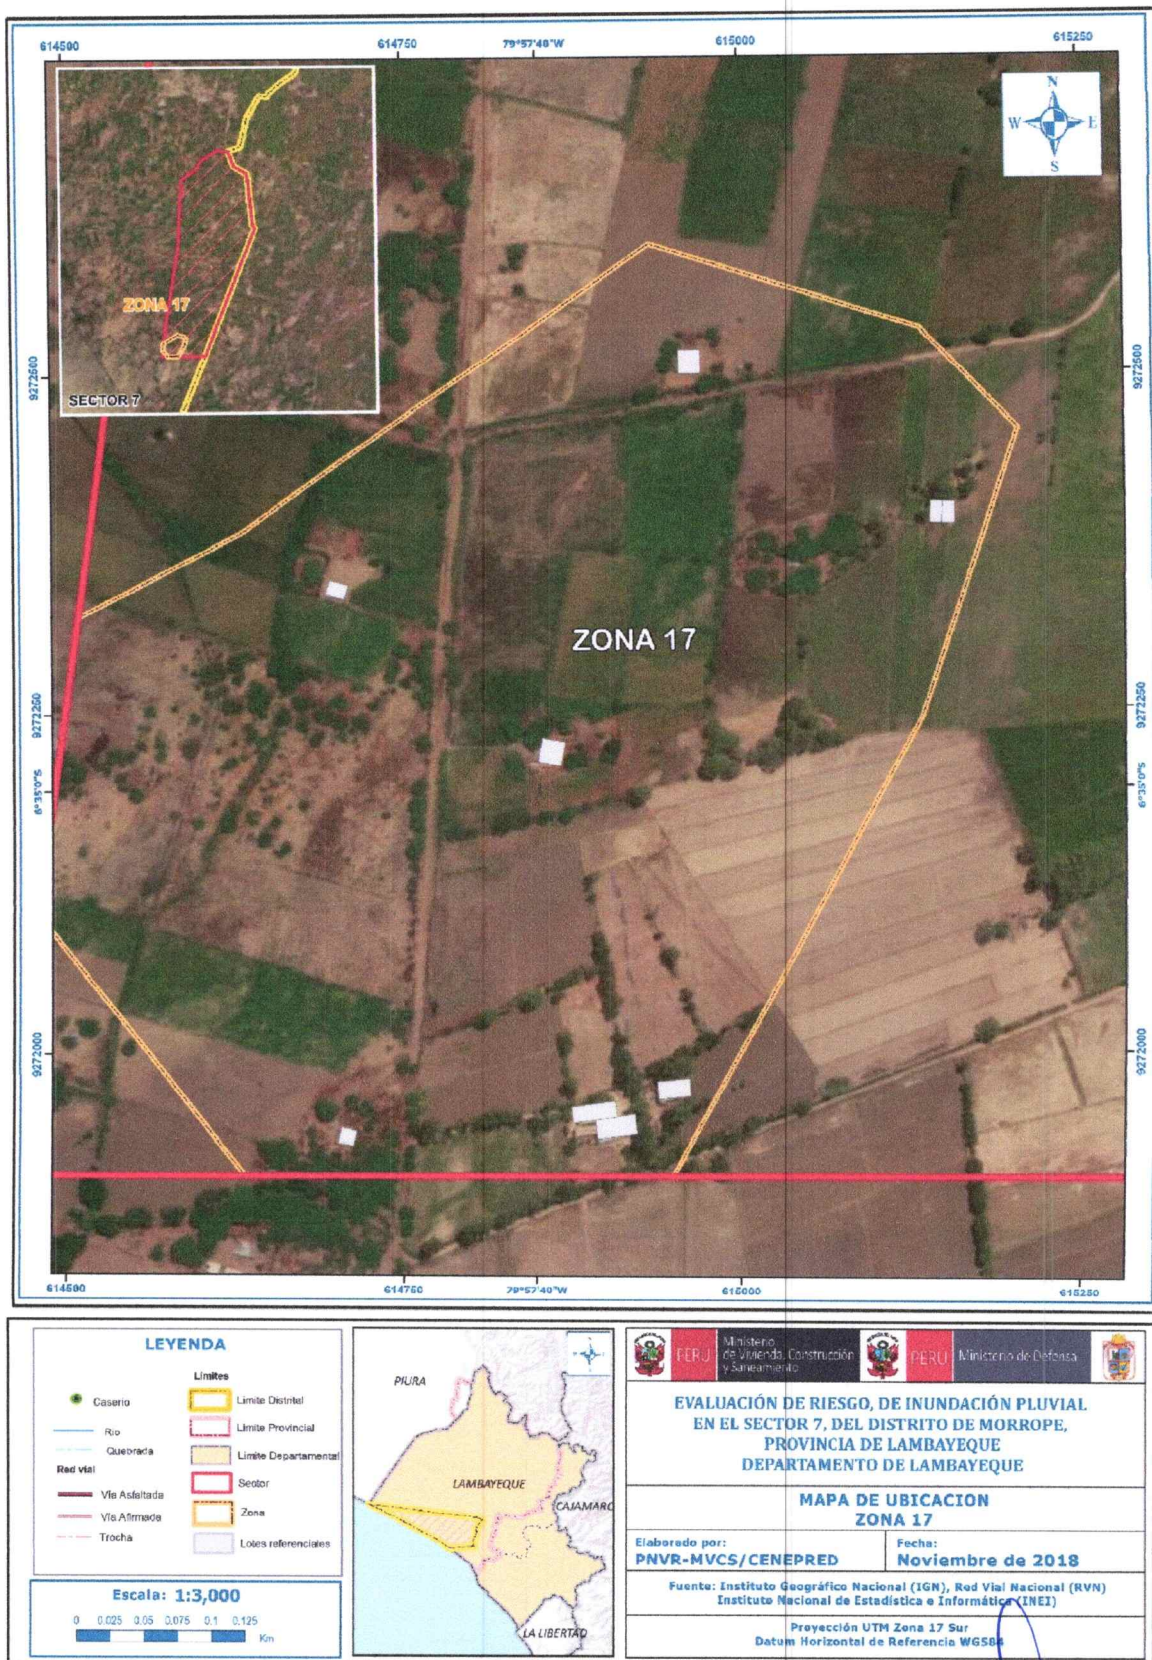 614500 614750 79°57'40"W 615000 615250
N
W E
S
ZONA 17
SECTOR 7
9272500 9272500
ZONA 17
9272250 9272250
6°35'0"S 6°35'0"S
9272000 9272000
614500 614750 79°57'40"W 615000 615250
LEYENDA
Caserio
Rio
Quebrada
Red vial
Vía Asfaltada
Vía Afirmada
Trocha
Límites
Limite Distrital
Limite Provincial
Limite Departamental
Sector
Zona
Lotes referenciales
Escala: 1:3,000
0 0.025 0.05 0.075 0.1 0.125
Km
PIURA
LAMBAYEQUE
CAJAMARC
LA LIBERTAD
PERÚ
Ministerio
de Vivienda, Construcción
y Saneamiento
PERÚ
Ministerio de Defensa
EVALUACIÓN DE RIESGO, DE INUNDACIÓN PLUVIAL
EN EL SECTOR 7, DEL DISTRITO DE MORROPE,
PROVINCIA DE LAMBAYEQUE
DEPARTAMENTO DE LAMBAYEQUE
MAPA DE UBICACION
ZONA 17
Elaborado por:
PNVR-MVCS/CENEPRED
Fecha:
Noviembre de 2018
Fuente: Instituto Geográfico Nacional (IGN), Red Vial Nacional (RVN)
Instituto Nacional de Estadística e Informática (INEI)
Proyección UTM Zona 17 Sur
Datum Horizontal de Referencia WGS84